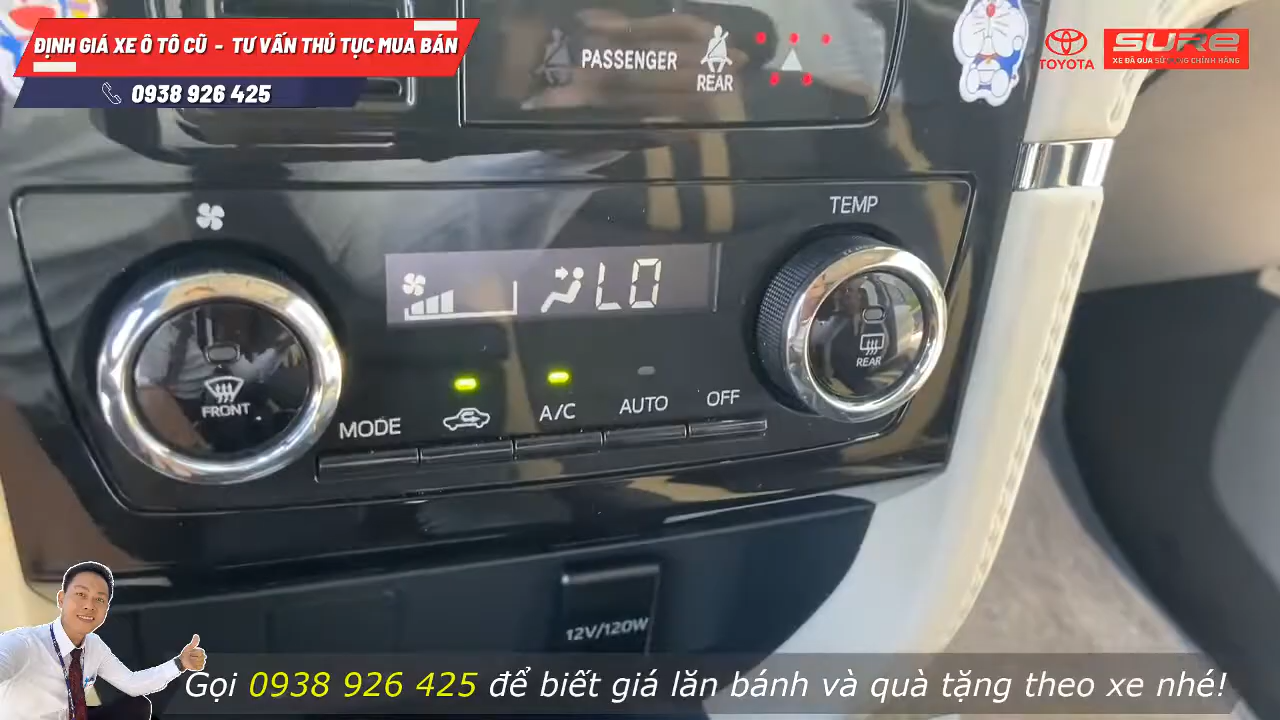 ĐỊNH GIÁ XE Ô TÔ CŨ - TƯ VẤN THỦ TỤC MUA BÁN
0938 926 425
TOYOTA
SURE
XE ĐÃ QUA SỬ DỤNG CHÍNH HÃNG
PASSENGER
REAR
TEMP
LO
FRONT
REAR
MODE
A/C
AUTO
OFF
12V/120W
Gọi 0938 926 425 để biết giá lăn bánh và quà tặng theo xe nhé!